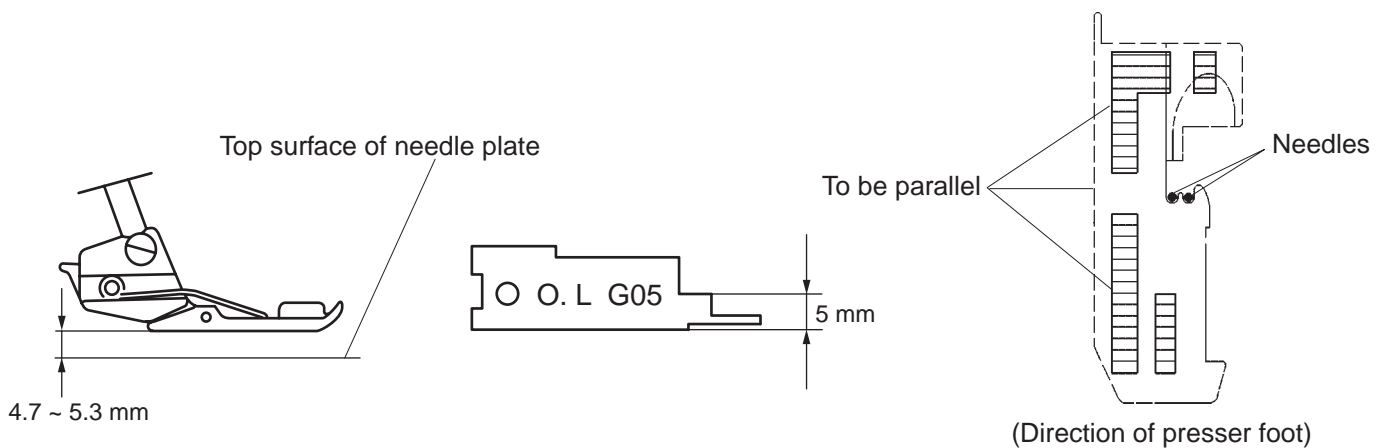 Top surface of needle plate
4.7 ~ 5.3 mm
O. L G05
5 mm
To be parallel
Needles
(Direction of presser foot)